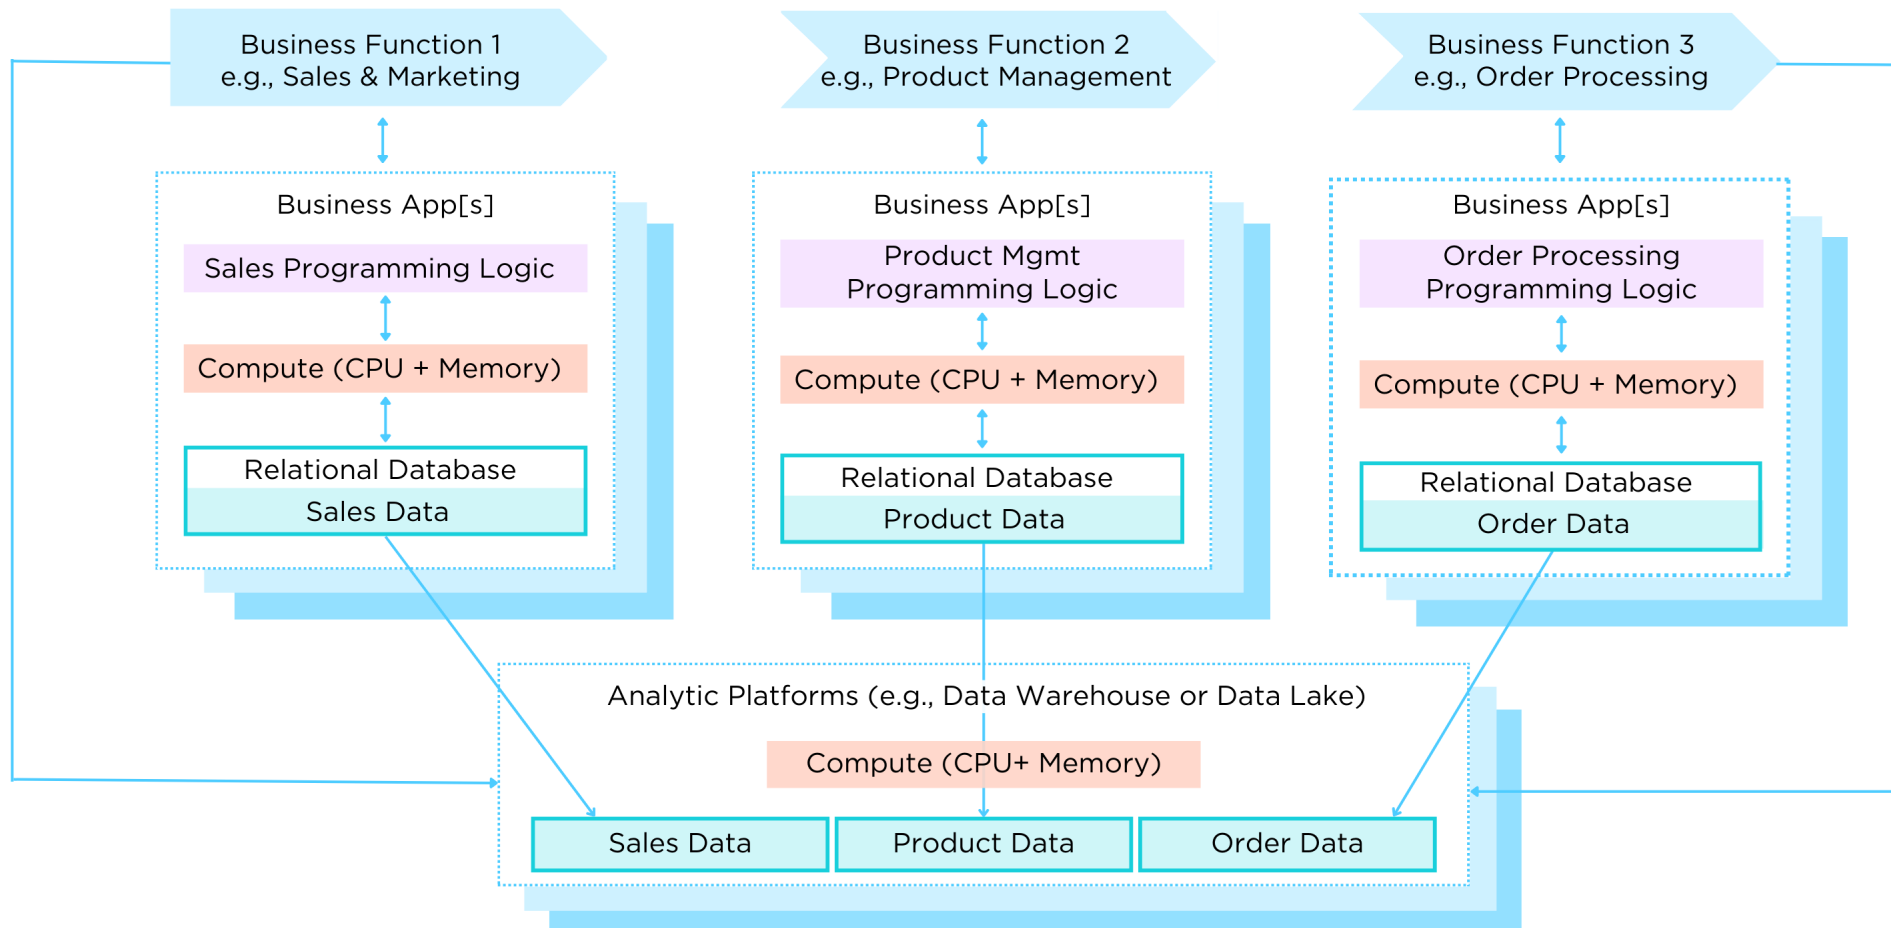 Business Function 1
e.g., Sales & Marketing
Business Function 2
e.g., Product Management
Business Function 3
e.g., Order Processing
Business App[s]
Sales Programming Logic
Compute (CPU + Memory)
Relational Database
Sales Data
Business App[s]
Product Mgmt
Programming Logic
Compute (CPU + Memory)
Relational Database
Product Data
Business App[s]
Order Processing
Programming Logic
Compute (CPU + Memory)
Relational Database
Order Data
Analytic Platforms (e.g., Data Warehouse or Data Lake)
Compute (CPU+ Memory)
Sales Data
Product Data
Order Data